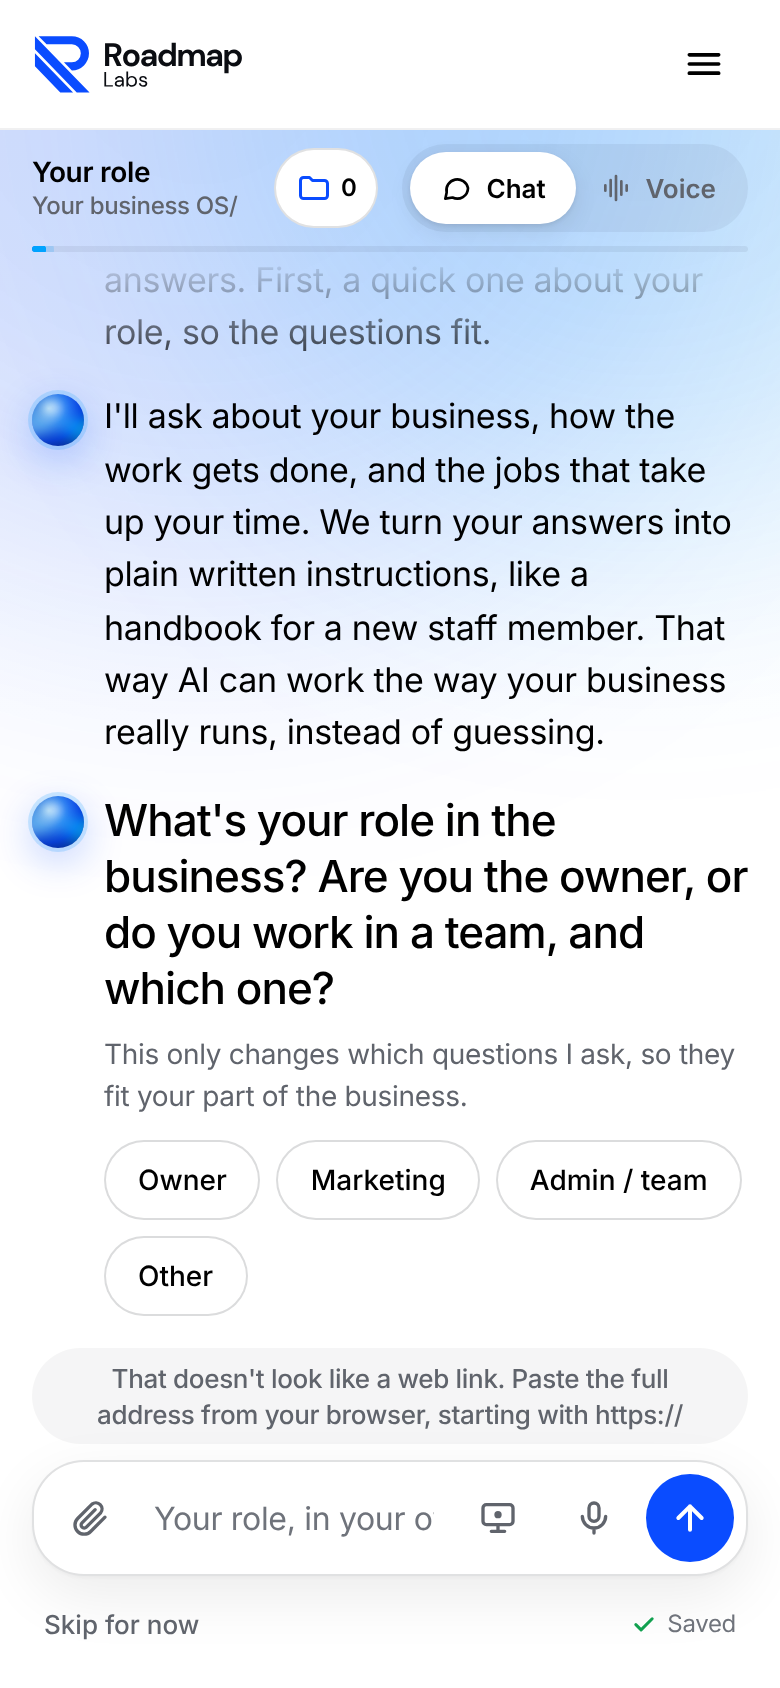 Roadmap
Labs
Your role
Your business OS/
0
Chat
Voice
answers. First, a quick one about your
role, so the questions fit.
I'll ask about your business, how the
work gets done, and the jobs that take
up your time. We turn your answers into
plain written instructions, like a
handbook for a new staff member. That
way AI can work the way your business
really runs, instead of guessing.
What's your role in the
business? Are you the owner, or
do you work in a team, and
which one?
This only changes which questions I ask, so they
fit your part of the business.
Owner
Marketing
Admin / team
Other
That doesn't look like a web link. Paste the full
address from your browser, starting with https://
Your role, in your o
Skip for now
Saved